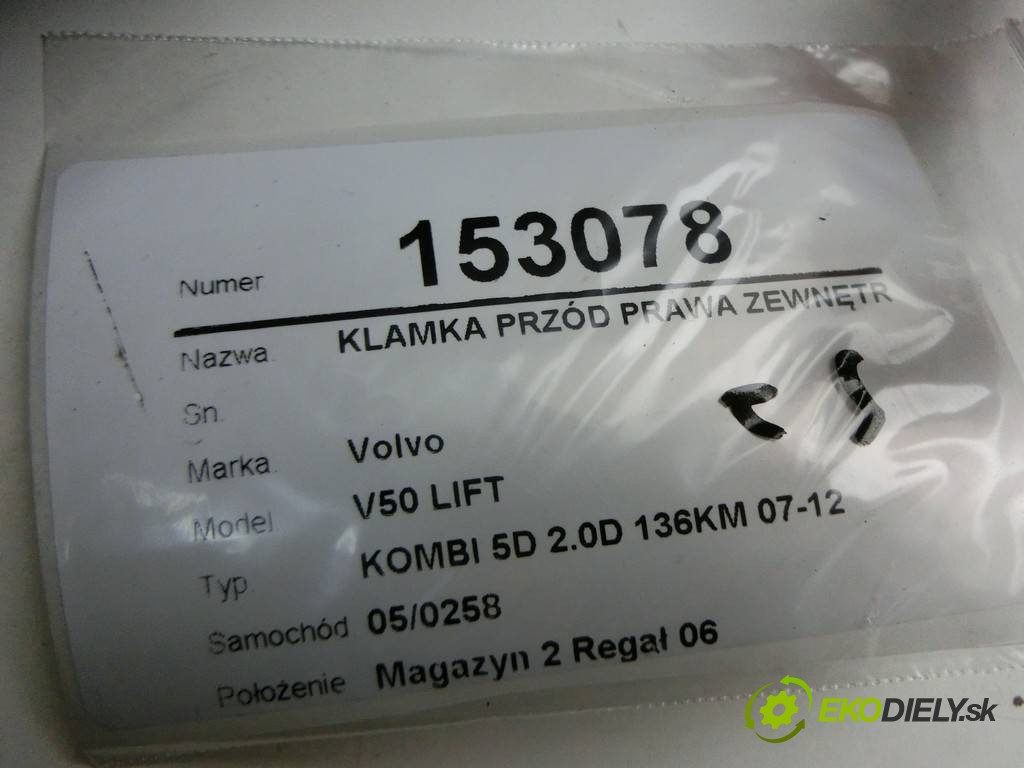 Numer 153078
Nazwa KLAMKA PRZÓD PRAWA ZEWNĘTR
Sn.
Marka Volvo
Model V50 LIFT
Typ KOMBI 5D 2.0D 136KM 07-12
Samochód 05/0258
Położenie Magazyn 2 Regał 06
EKODIELY.sk